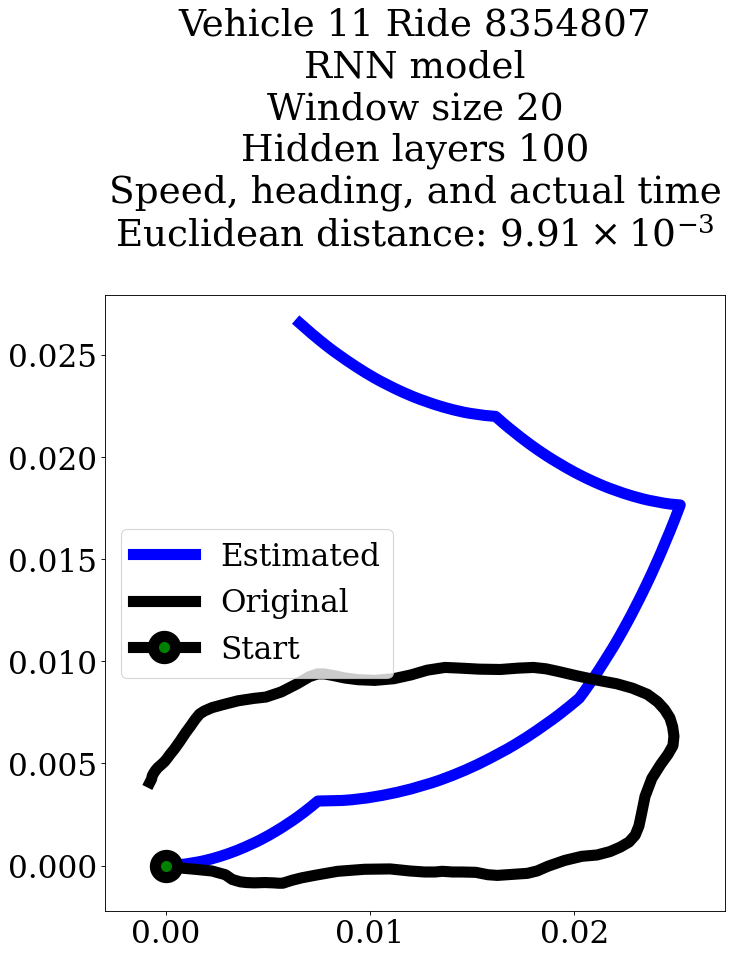 Vehicle 11 Ride 8354807
RNN model
Window size 20
Hidden layers 100
Speed, heading, and actual time
Euclidean distance: 9.91 × 10⁻³
0.025
0.020
0.015
0.010
0.005
0.000
Estimated
Original
Start
0.00 0.01 0.02